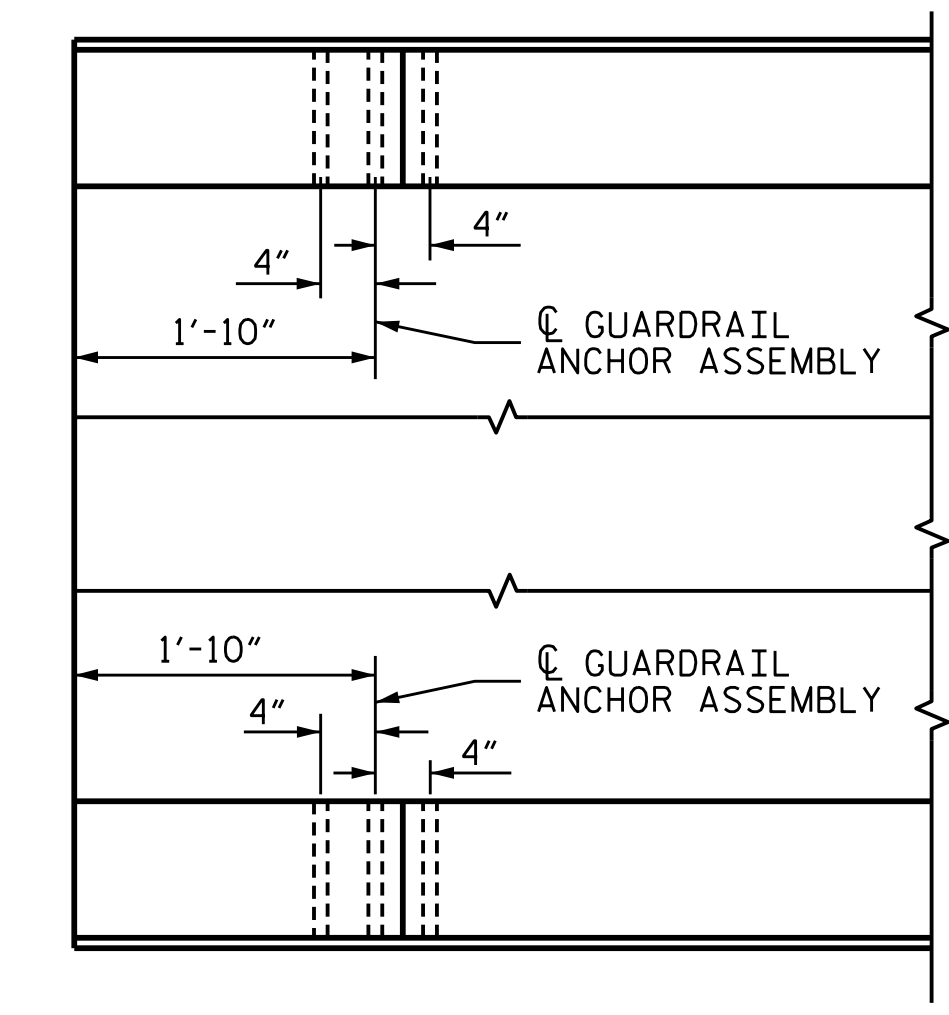 4"
4"
1'-10"
℄ GUARDRAIL
ANCHOR ASSEMBLY
1'-10"
℄ GUARDRAIL
ANCHOR ASSEMBLY
4"
4"